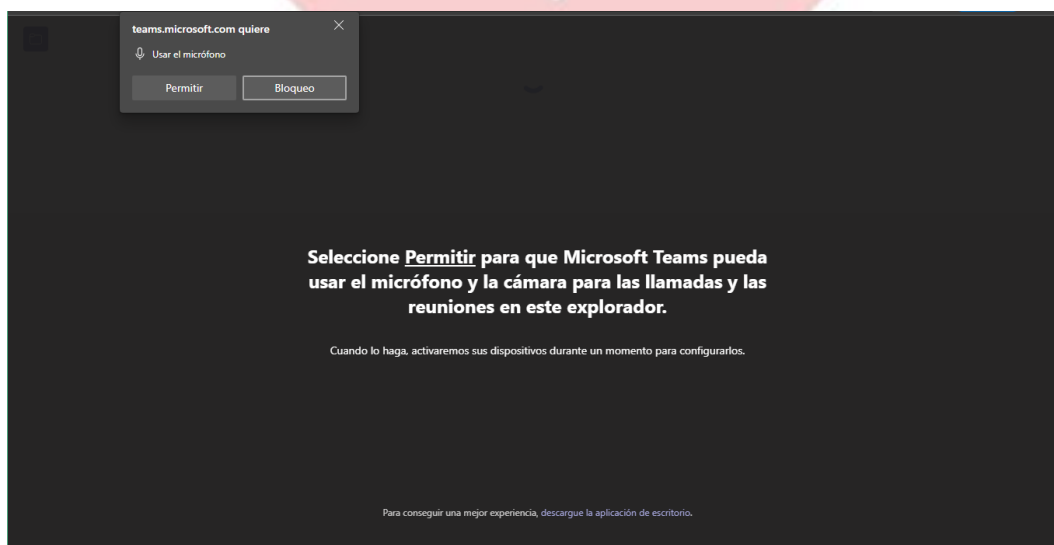 teams.microsoft.com quiere
Usar el micrófono
Permitir Bloqueo
Seleccione Permitir para que Microsoft Teams pueda
usar el micrófono y la cámara para las llamadas y las
reuniones en este explorador.
Cuando lo haga, activaremos sus dispositivos durante un momento para configurarlos.
Para conseguir una mejor experiencia, descargue la aplicación de escritorio.